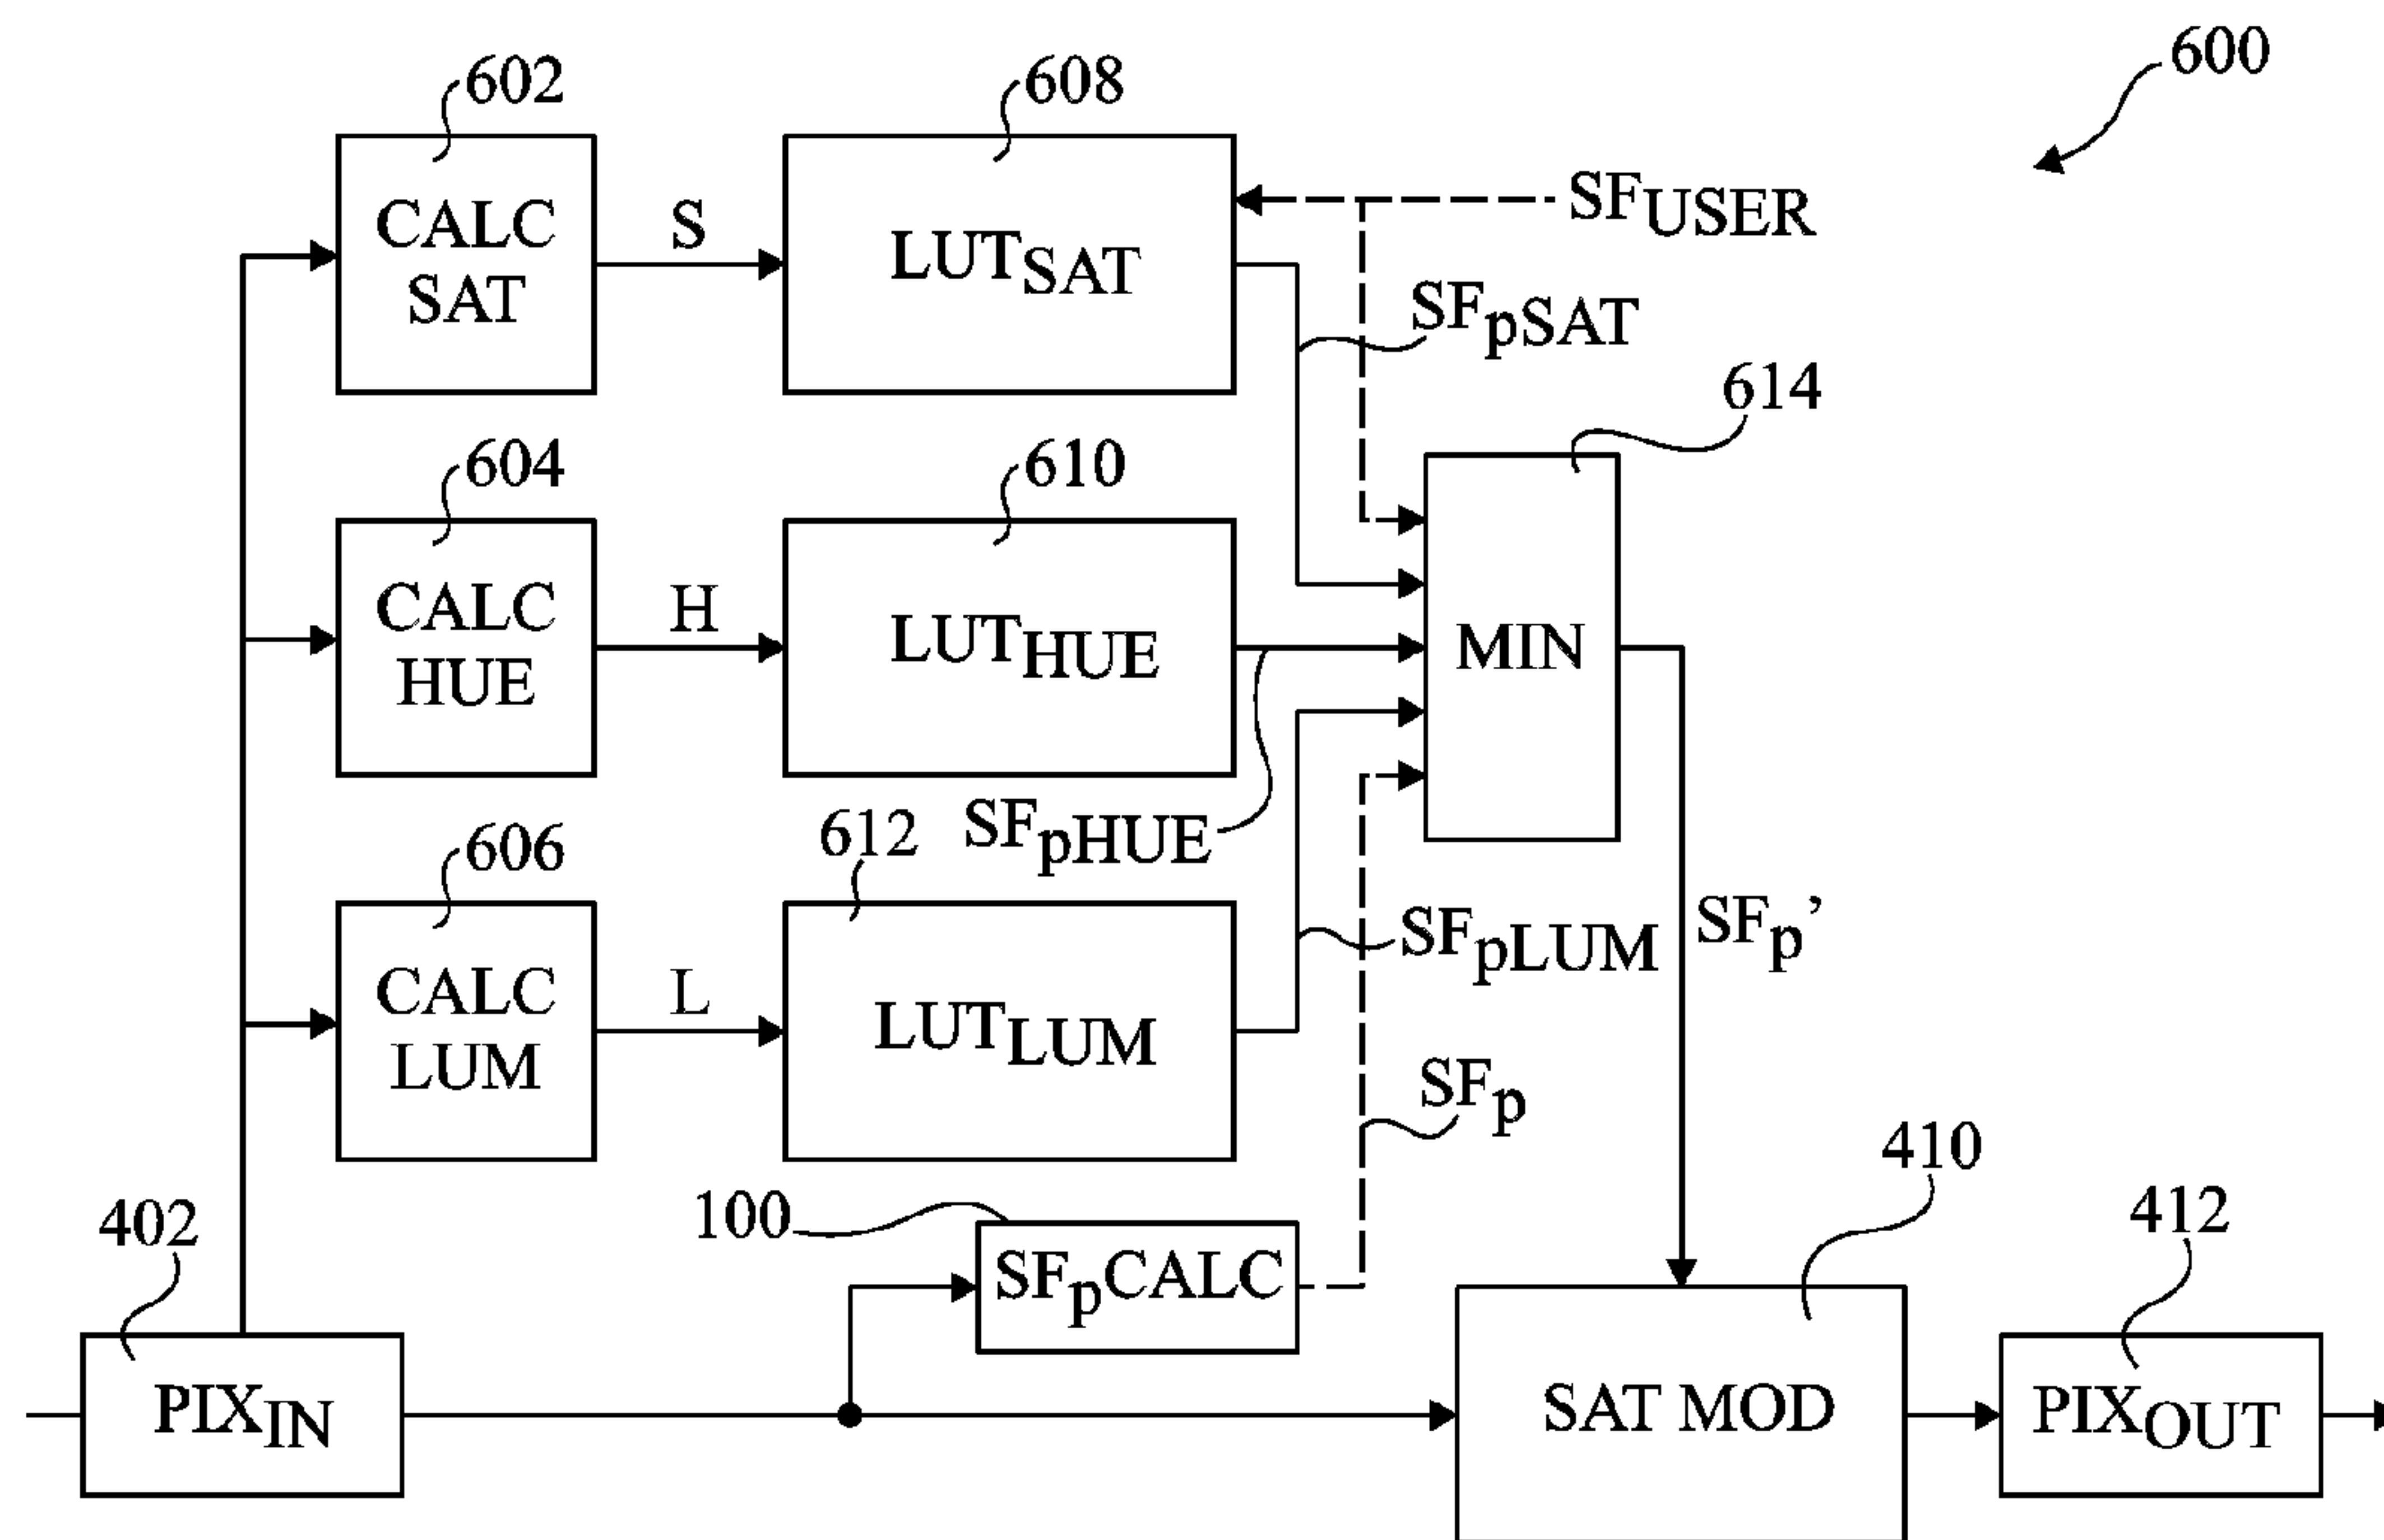 600
602
608
CALC
SAT
S
LUTSAT
SFUSER
SFpSAT
614
604
610
CALC
HUE
H
LUTHUE
MIN
SFpHUE
606
612
CALC
LUM
L
LUTLUM
SFpLUM
SFp’
SFp
100
SFpCALC
410
402
412
PIXIN
SAT MOD
PIXOUT